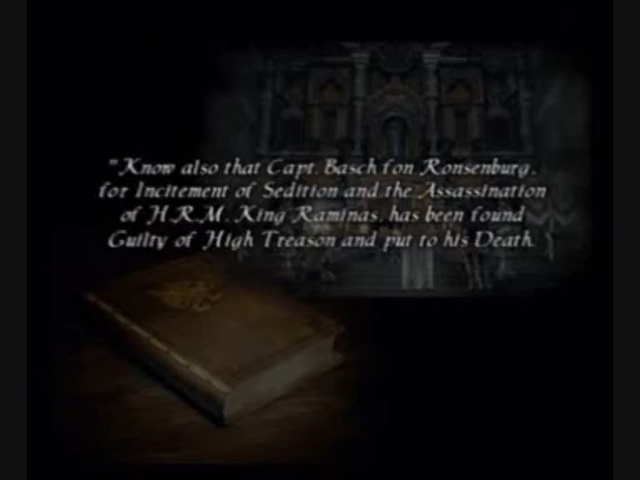 "Know also that Capt. Basch fon Ronsenburg,
for Incitement of Sedition and the Assassination
of H.R.M. King Raminas, has been found
Guilty of High Treason and put to his Death.